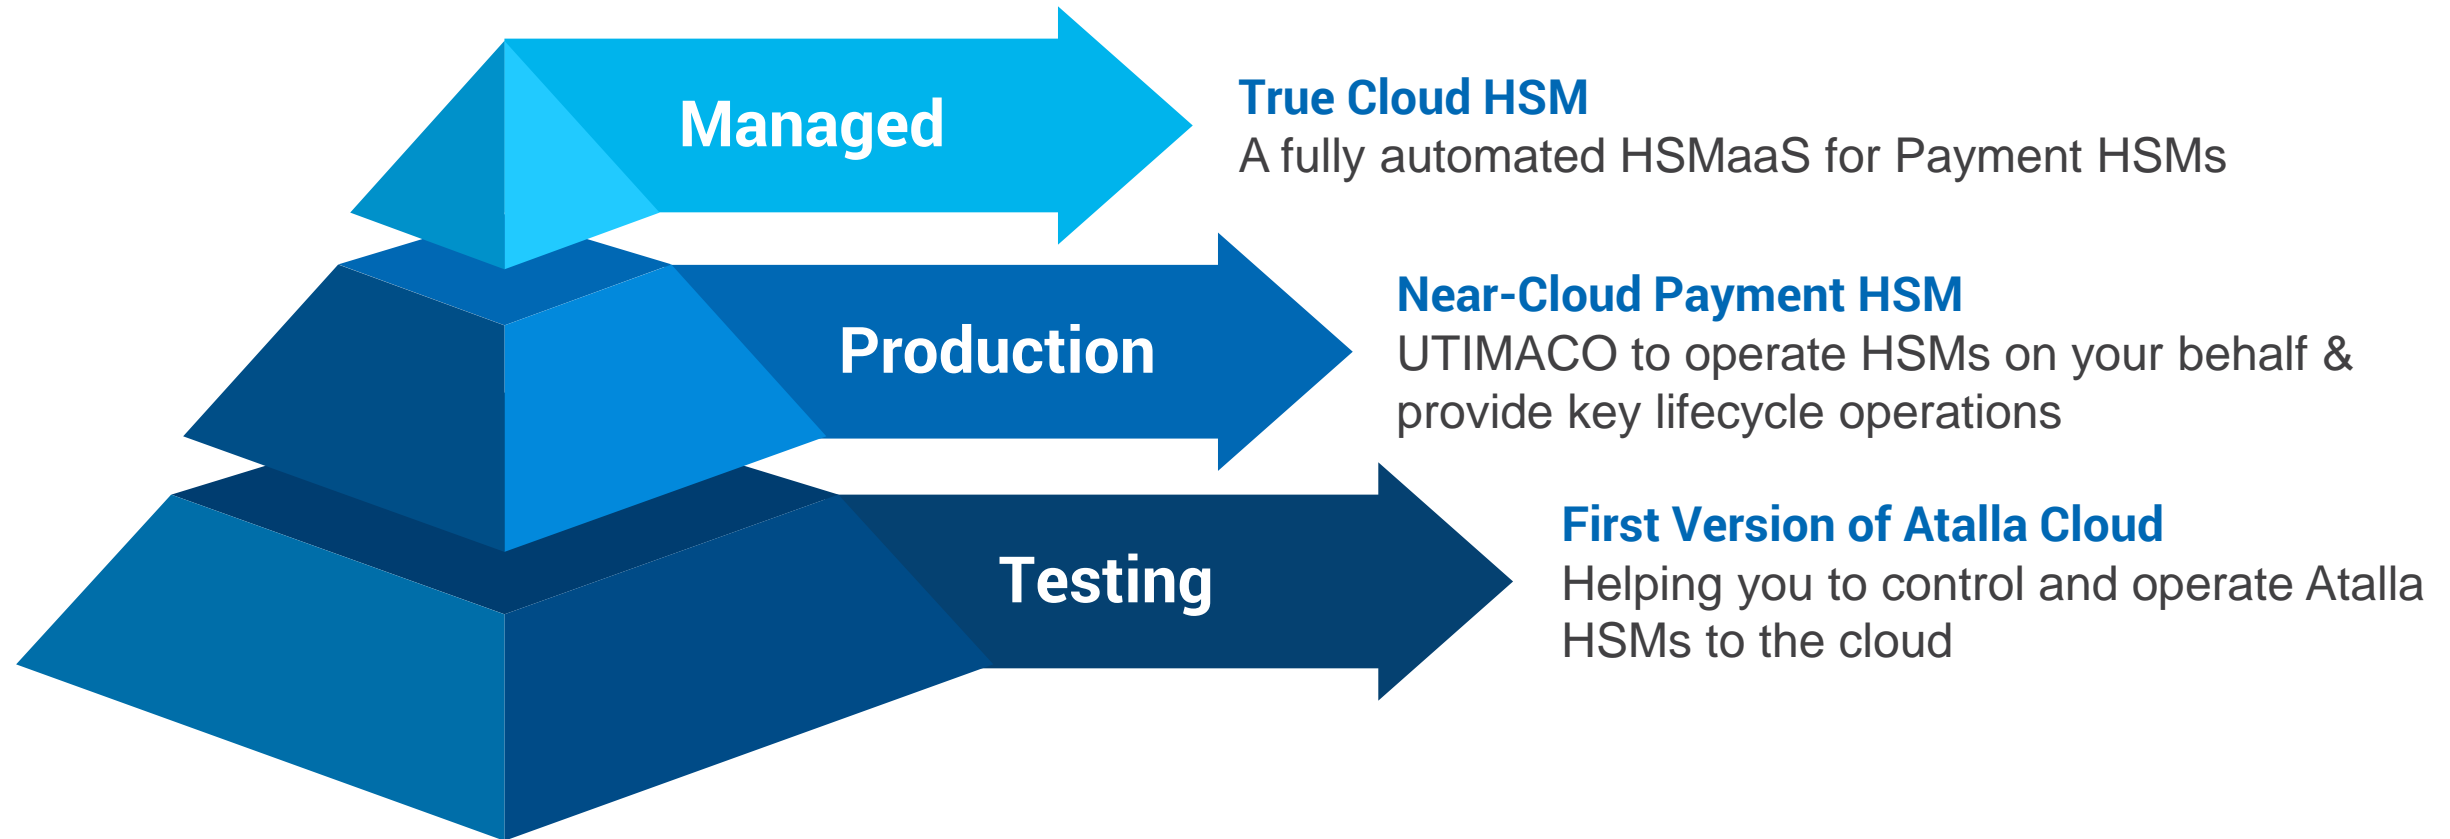 Managed
True Cloud HSM
A fully automated HSMaaS for Payment HSMs
Production
Near-Cloud Payment HSM
UTIMACO to operate HSMs on your behalf &
provide key lifecycle operations
Testing
First Version of Atalla Cloud
Helping you to control and operate Atalla
HSMs to the cloud